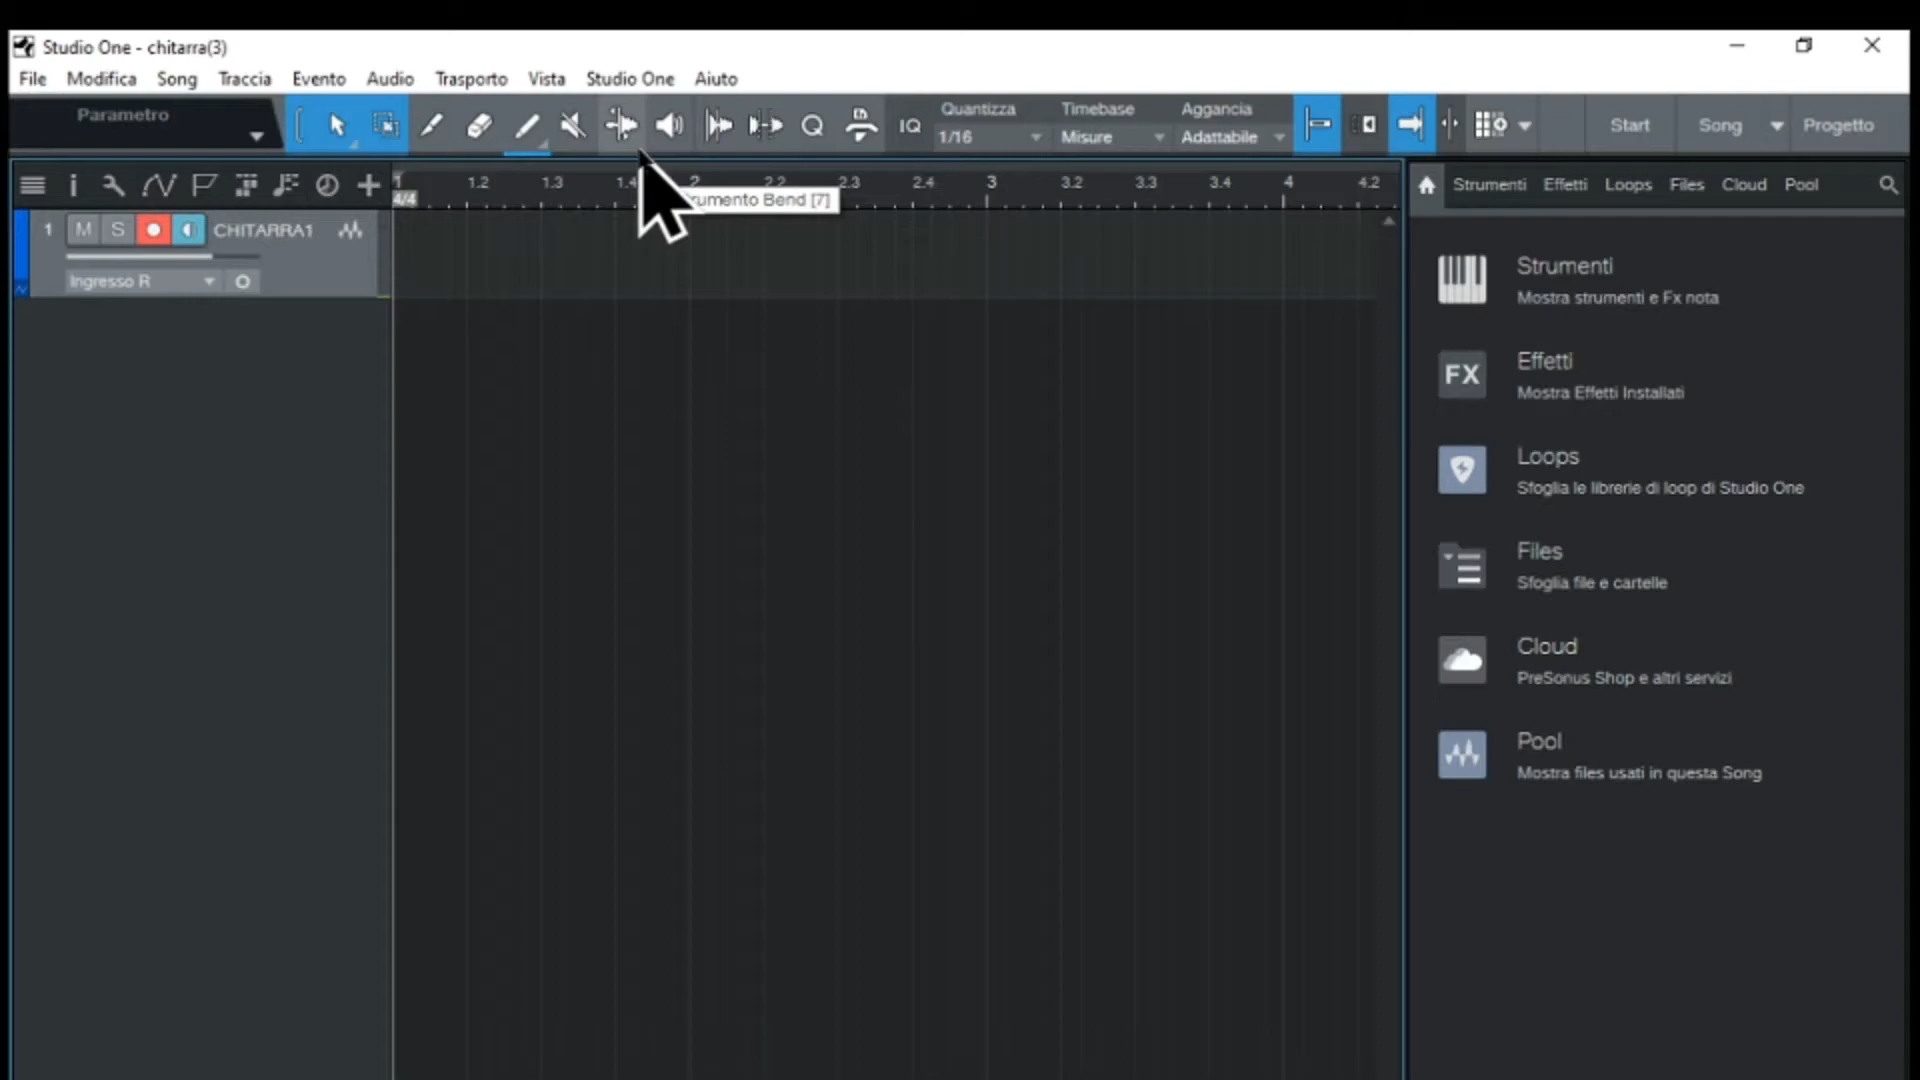 Studio One - chitarra(3)
File Modifica Song Traccia Evento Audio Trasporto Vista Studio One Aiuto
Parametro
IQ
Quantizza
1/16
Timebase
Misure
Aggancia
Adattabile
Start Song Progetto
1 1.2 1.3 1.4 2 2.2 2.3 2.4 3 3.2 3.3 3.4 4 4.2
4/4
Bend [7]
Strumenti Effetti Loops Files Cloud Pool
1 M S CHITARRA1
Ingresso R
Strumenti
Mostra strumenti e Fx nota
FX
Effetti
Mostra Effetti Installati
Loops
Sfoglia le librerie di loop di Studio One
Files
Sfoglia file e cartelle
Cloud
PreSonus Shop e altri servizi
Pool
Mostra files usati in questa Song